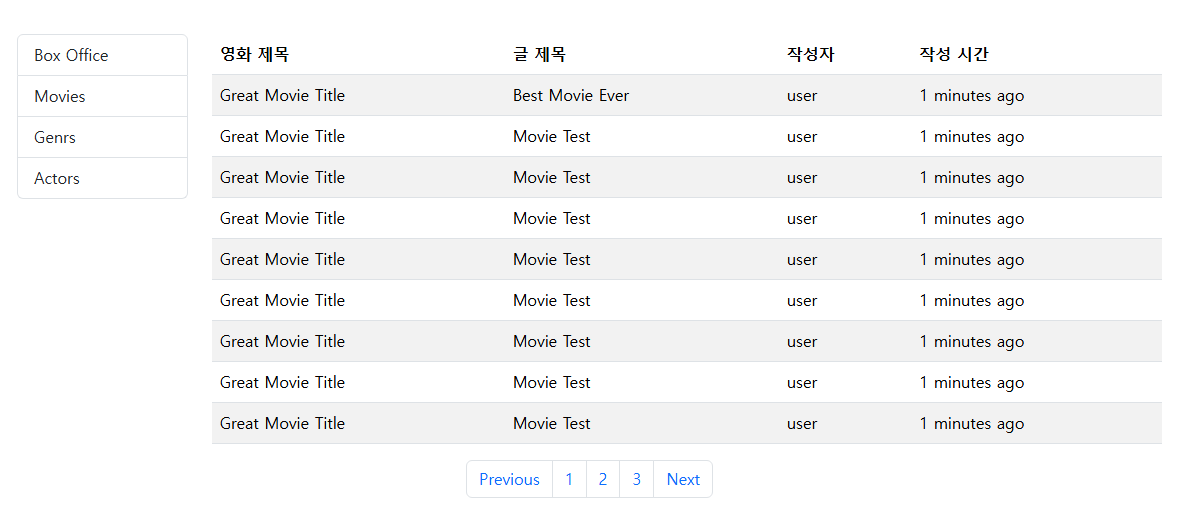 Box Office
Movies
Genrs
Actors
영화 제목 글 제목 작성자 작성 시간
Great Movie Title Best Movie Ever user 1 minutes ago
Great Movie Title Movie Test user 1 minutes ago
Great Movie Title Movie Test user 1 minutes ago
Great Movie Title Movie Test user 1 minutes ago
Great Movie Title Movie Test user 1 minutes ago
Great Movie Title Movie Test user 1 minutes ago
Great Movie Title Movie Test user 1 minutes ago
Great Movie Title Movie Test user 1 minutes ago
Great Movie Title Movie Test user 1 minutes ago
Previous 1 2 3 Next